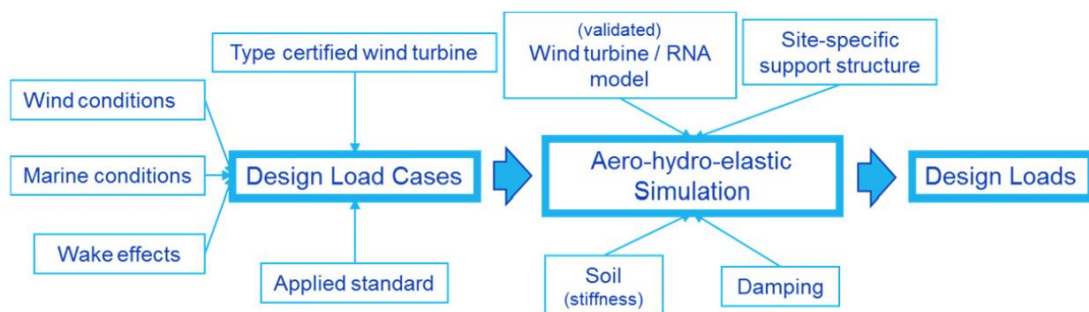 (validated)
Wind turbine / RNA
model
Site-specific
support structure
Type certified wind turbine
Wind conditions
Marine conditions
Wake effects
Design Load Cases
Aero-hydro-elastic
Simulation
Design Loads
Applied standard
Soil
(stiffness)
Damping